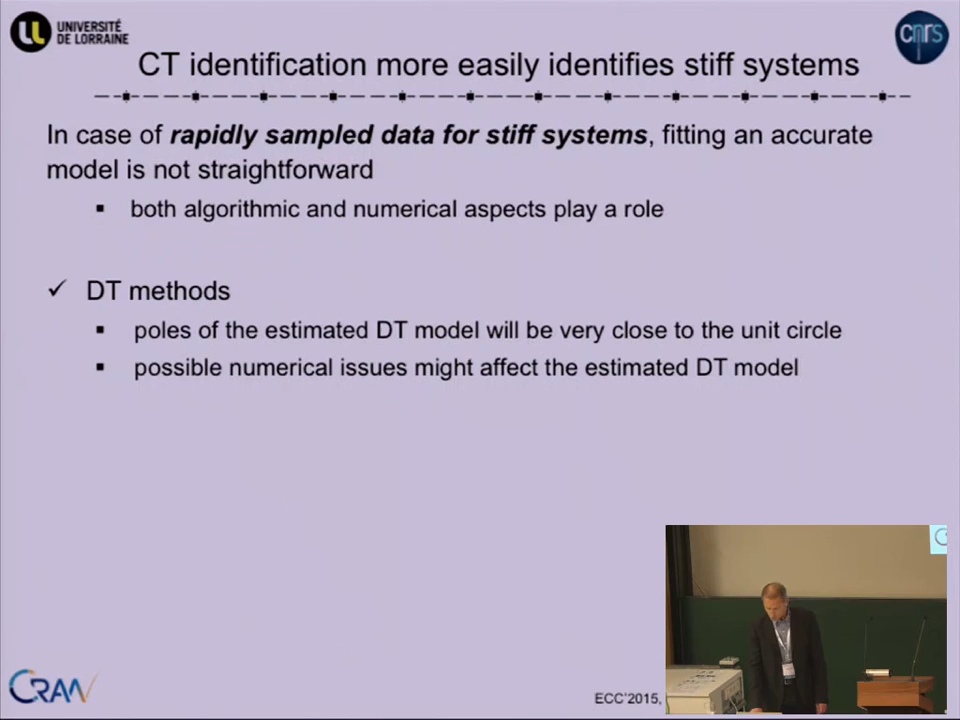 UNIVERSITÉ
DE LORRAINE
cnrs
CT identification more easily identifies stiff systems
In case of rapidly sampled data for stiff systems, fitting an accurate
model is not straightforward
both algorithmic and numerical aspects play a role
DT methods
poles of the estimated DT model will be very close to the unit circle
possible numerical issues might affect the estimated DT model
CRAN
ECC'2015,